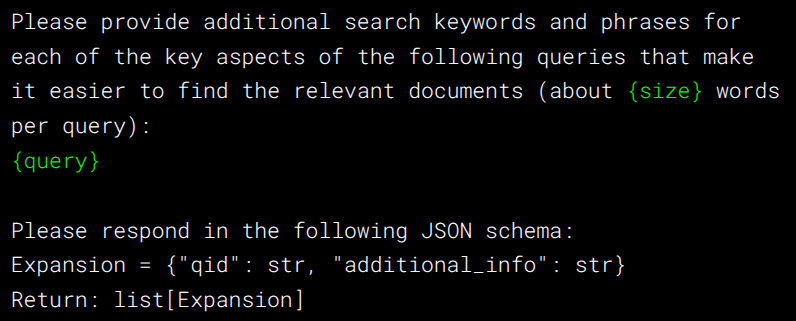 Please provide additional search keywords and phrases for
each of the key aspects of the following queries that make
it easier to find the relevant documents (about {size} words
per query):
{query}

Please respond in the following JSON schema:
Expansion = {"qid": str, "additional_info": str}
Return: list[Expansion]